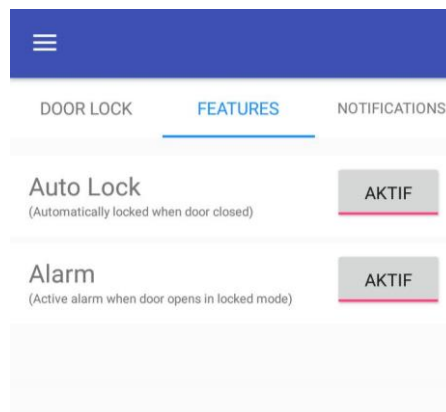 DOOR LOCK FEATURES NOTIFICATIONS
Auto Lock AKTIF
(Automatically locked when door closed)
Alarm AKTIF
(Active alarm when door opens in locked mode)